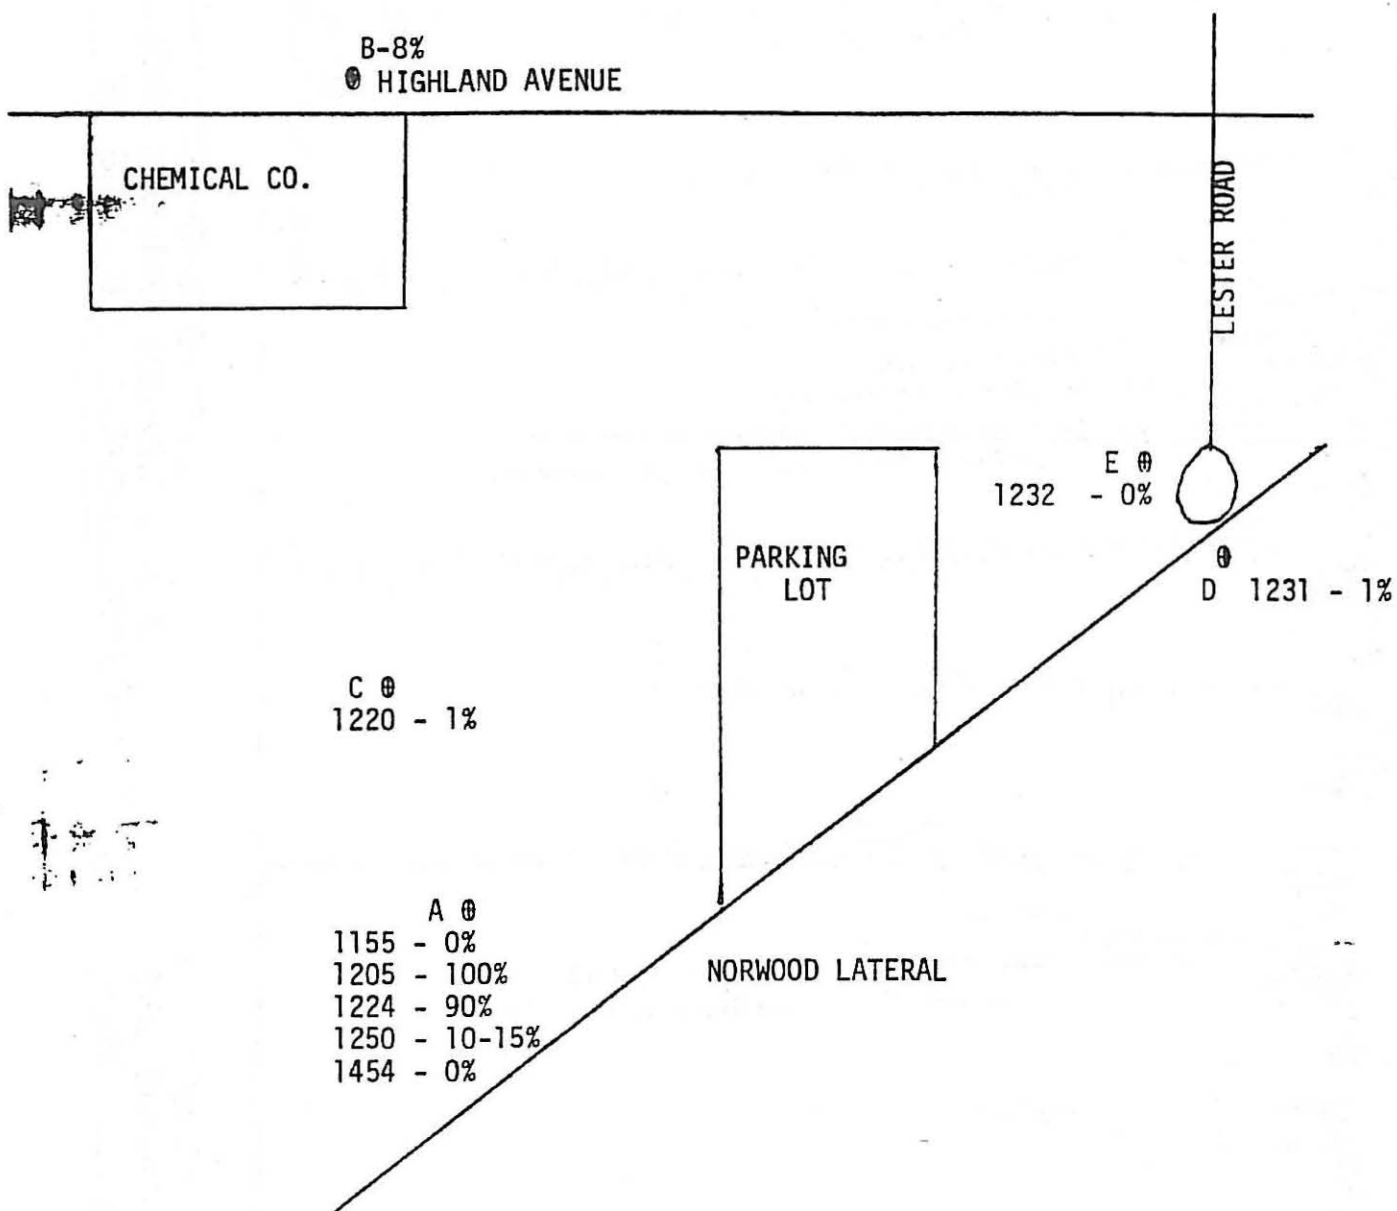 B-8%
HIGHLAND AVENUE
CHEMICAL CO.
LESTER ROAD
E
1232 - 0%
PARKING
LOT
D 1231 - 1%
C
1220 - 1%
A
1155 - 0%
1205 - 100%
1224 - 90%
1250 - 10-15%
1454 - 0%
NORWOOD LATERAL